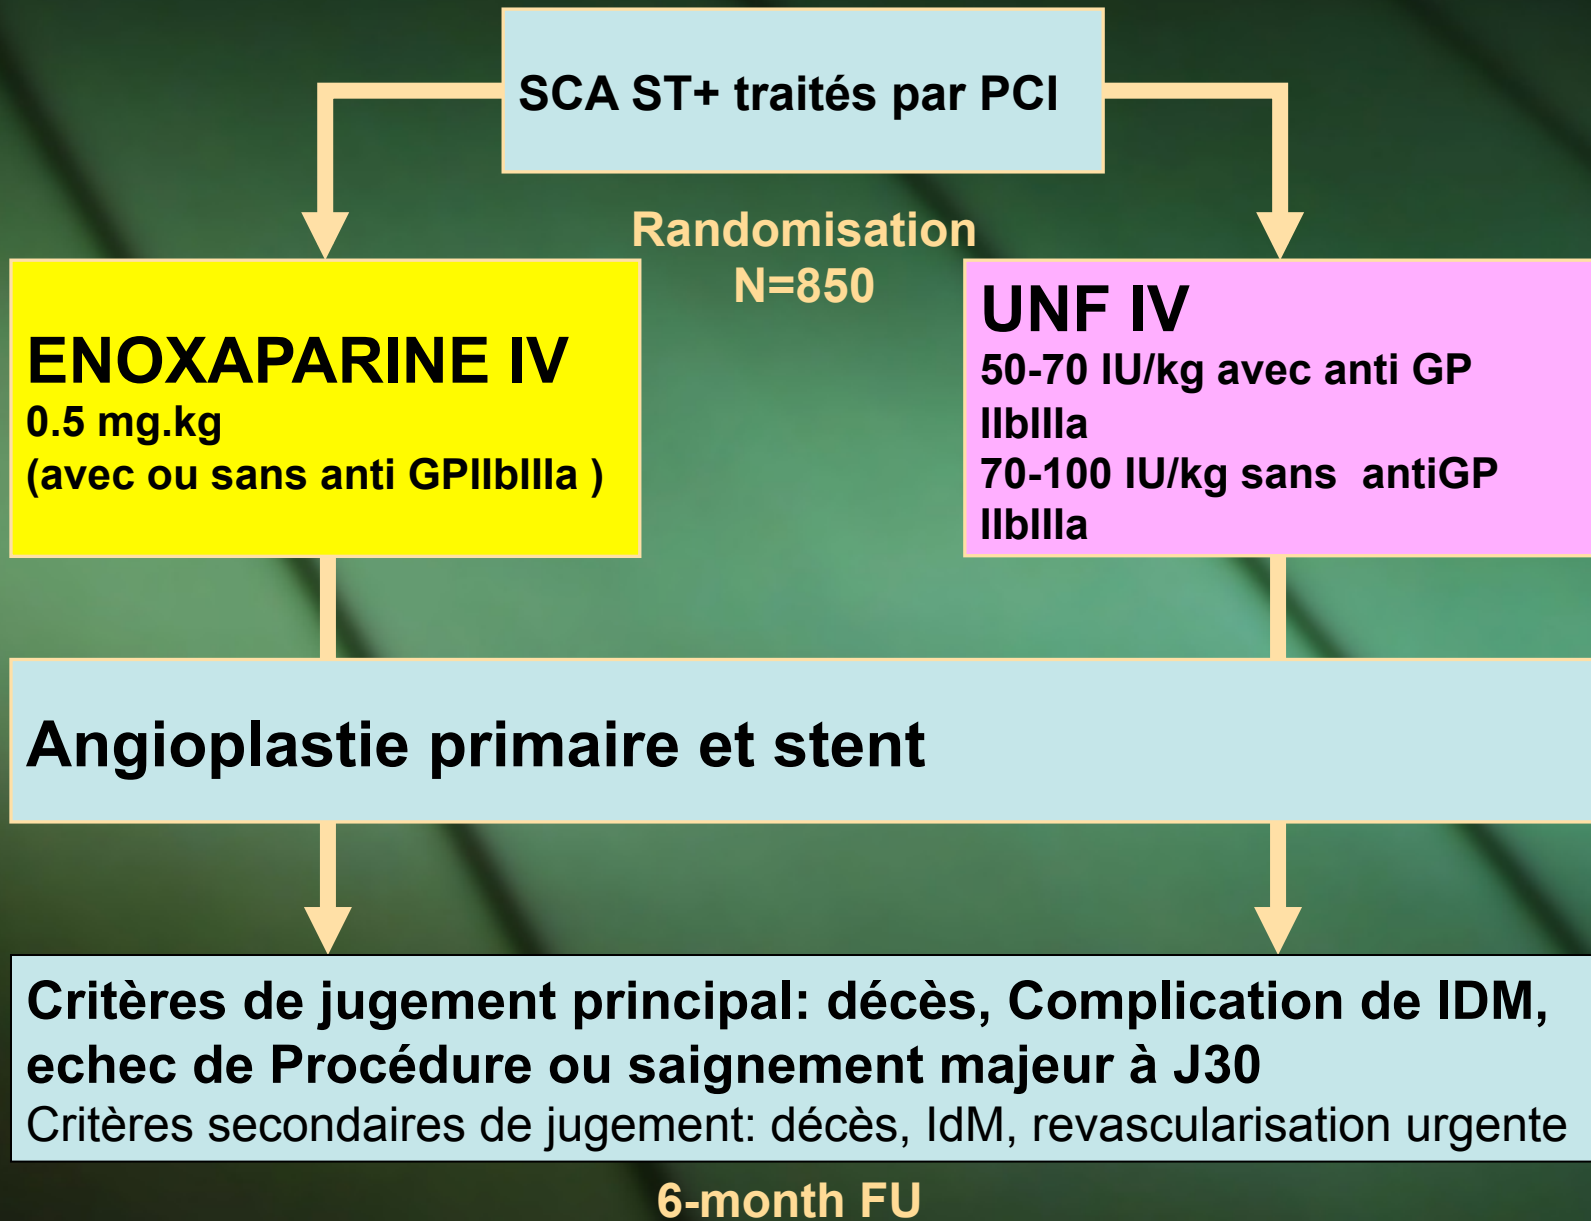 SCA ST+ traités par PCI
Randomisation
N=850
ENOXAPARINE IV
0.5 mg.kg
(avec ou sans anti GPIIbIIIa )
UNF IV
50-70 IU/kg avec anti GP
IIbIIIa
70-100 IU/kg sans  antiGP
IIbIIIa
Angioplastie primaire et stent
Critères de jugement principal: décès, Complication de IDM,
echec de Procédure ou saignement majeur à J30
Critères secondaires de jugement: décès, IdM, revascularisation urgente
6-month FU